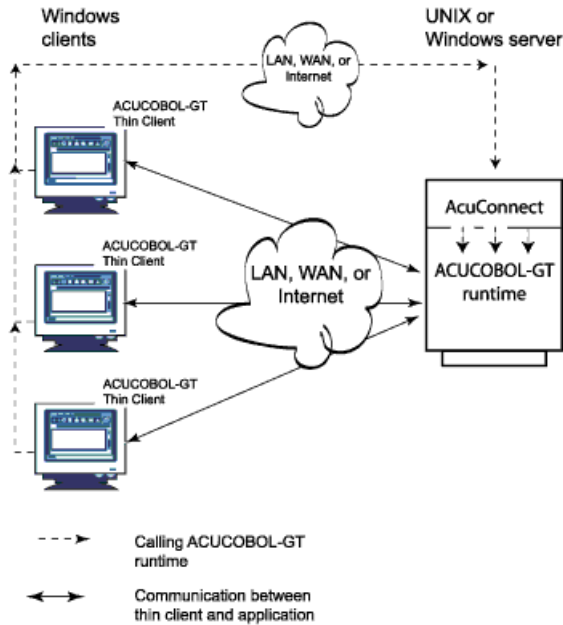 Windows
clients
UNIX or
Windows server
LAN, WAN, or
Internet
ACUCOBOL-GT
Thin Client
AcuConnect
ACUCOBOL-GT
runtime
ACUCOBOL-GT
Thin Client
LAN, WAN, or
Internet
ACUCOBOL-GT
Thin Client
Calling ACUCOBOL-GT
runtime
Communication between
thin client and application